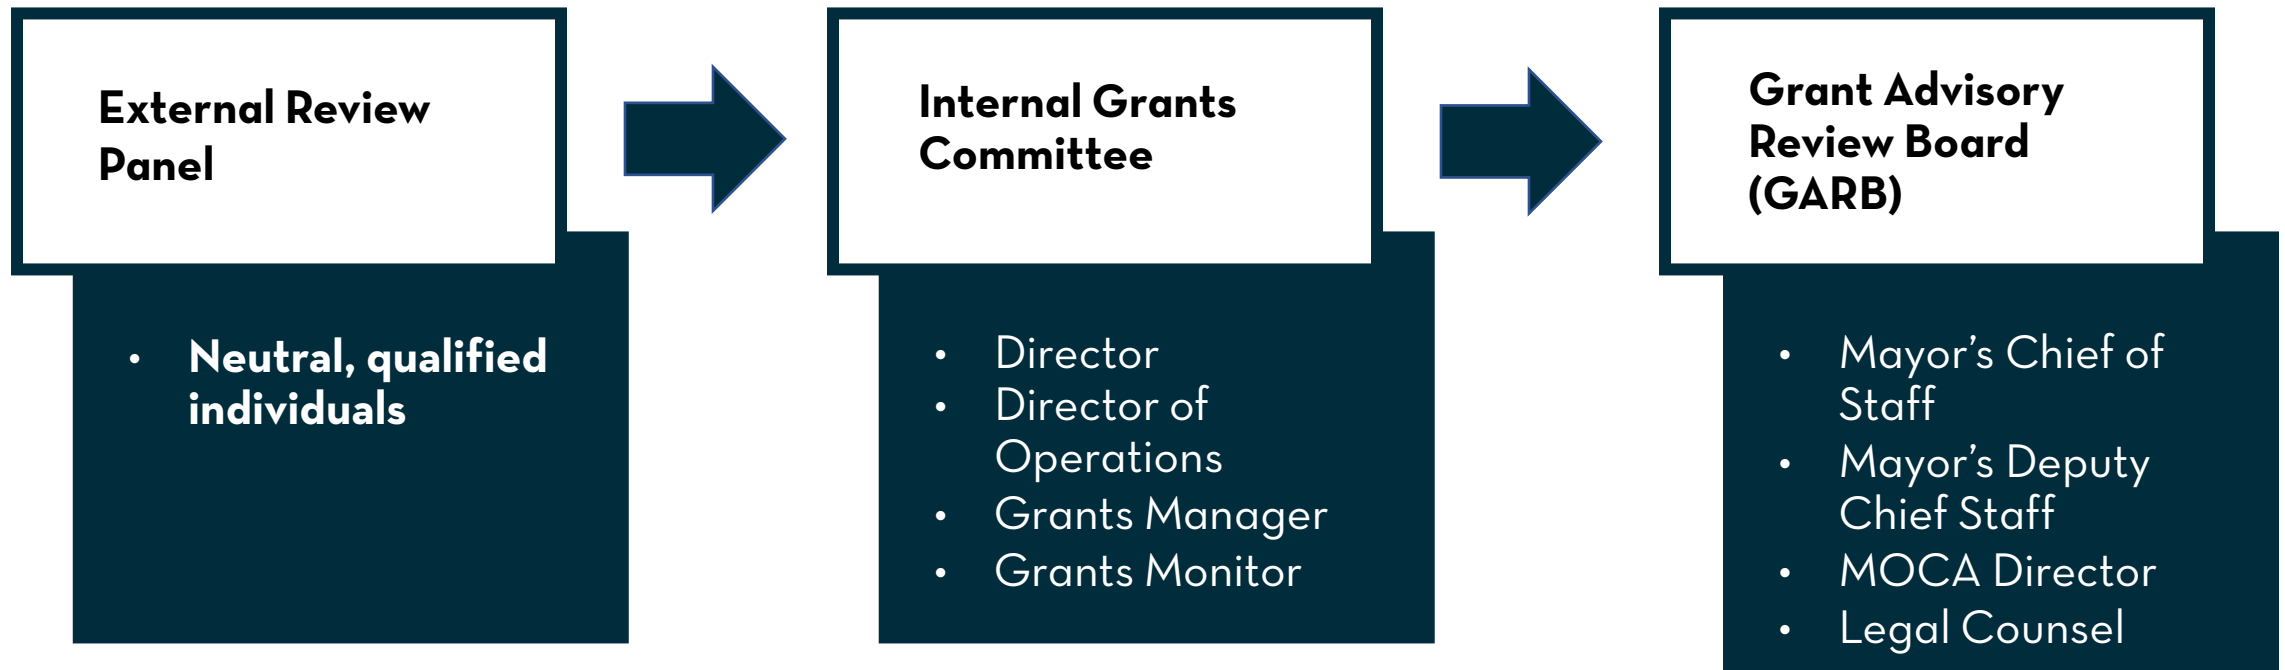 External Review
Panel
• Neutral, qualified
individuals
Internal Grants
Committee
• Director
• Director of
Operations
• Grants Manager
• Grants Monitor
Grant Advisory
Review Board
(GARB)
• Mayor’s Chief of
Staff
• Mayor’s Deputy
Chief Staff
• MOCA Director
• Legal Counsel